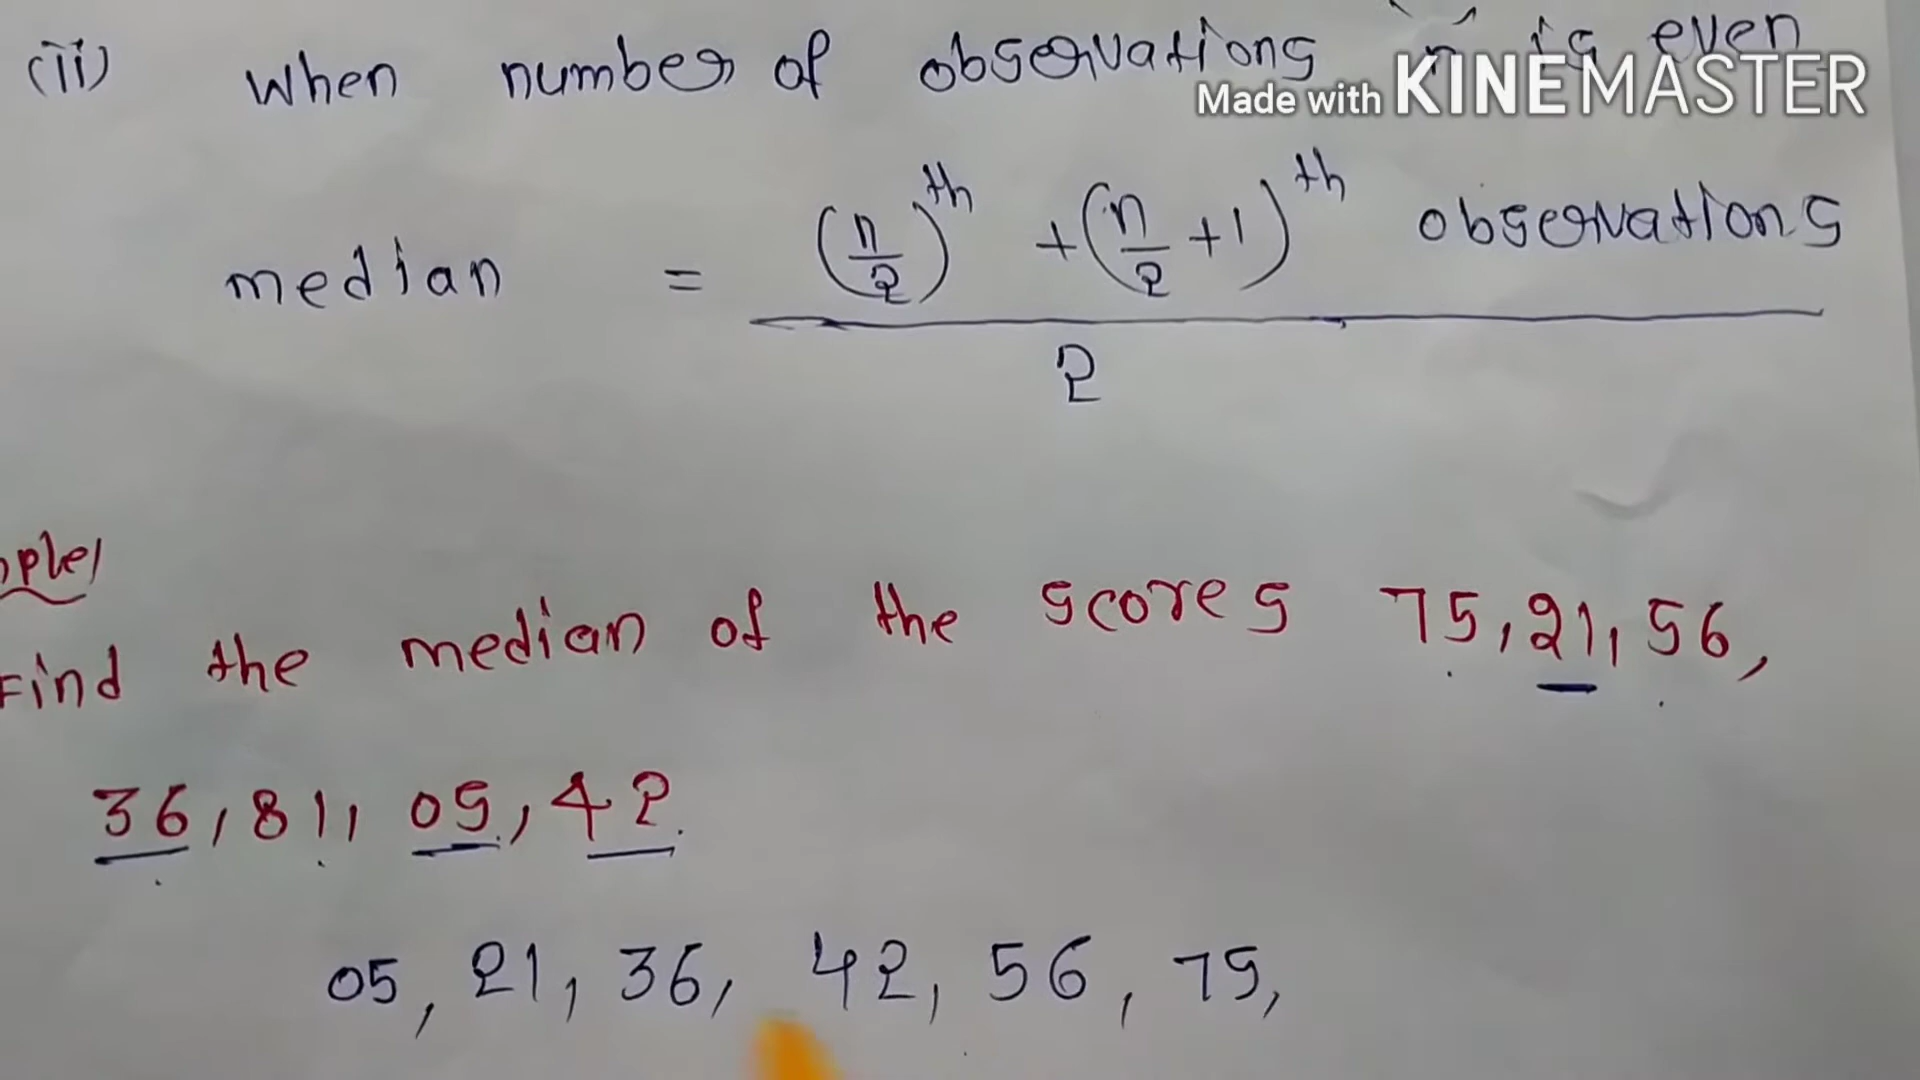 (ii) When number of observations 'n' is even
Made with KINEMASTER
median = (n/2)th + (n/2 + 1)th observations
2
Find the median of the scores 75, 21, 56,
36, 81, 05, 42.
05, 21, 36, 42, 56, 75,